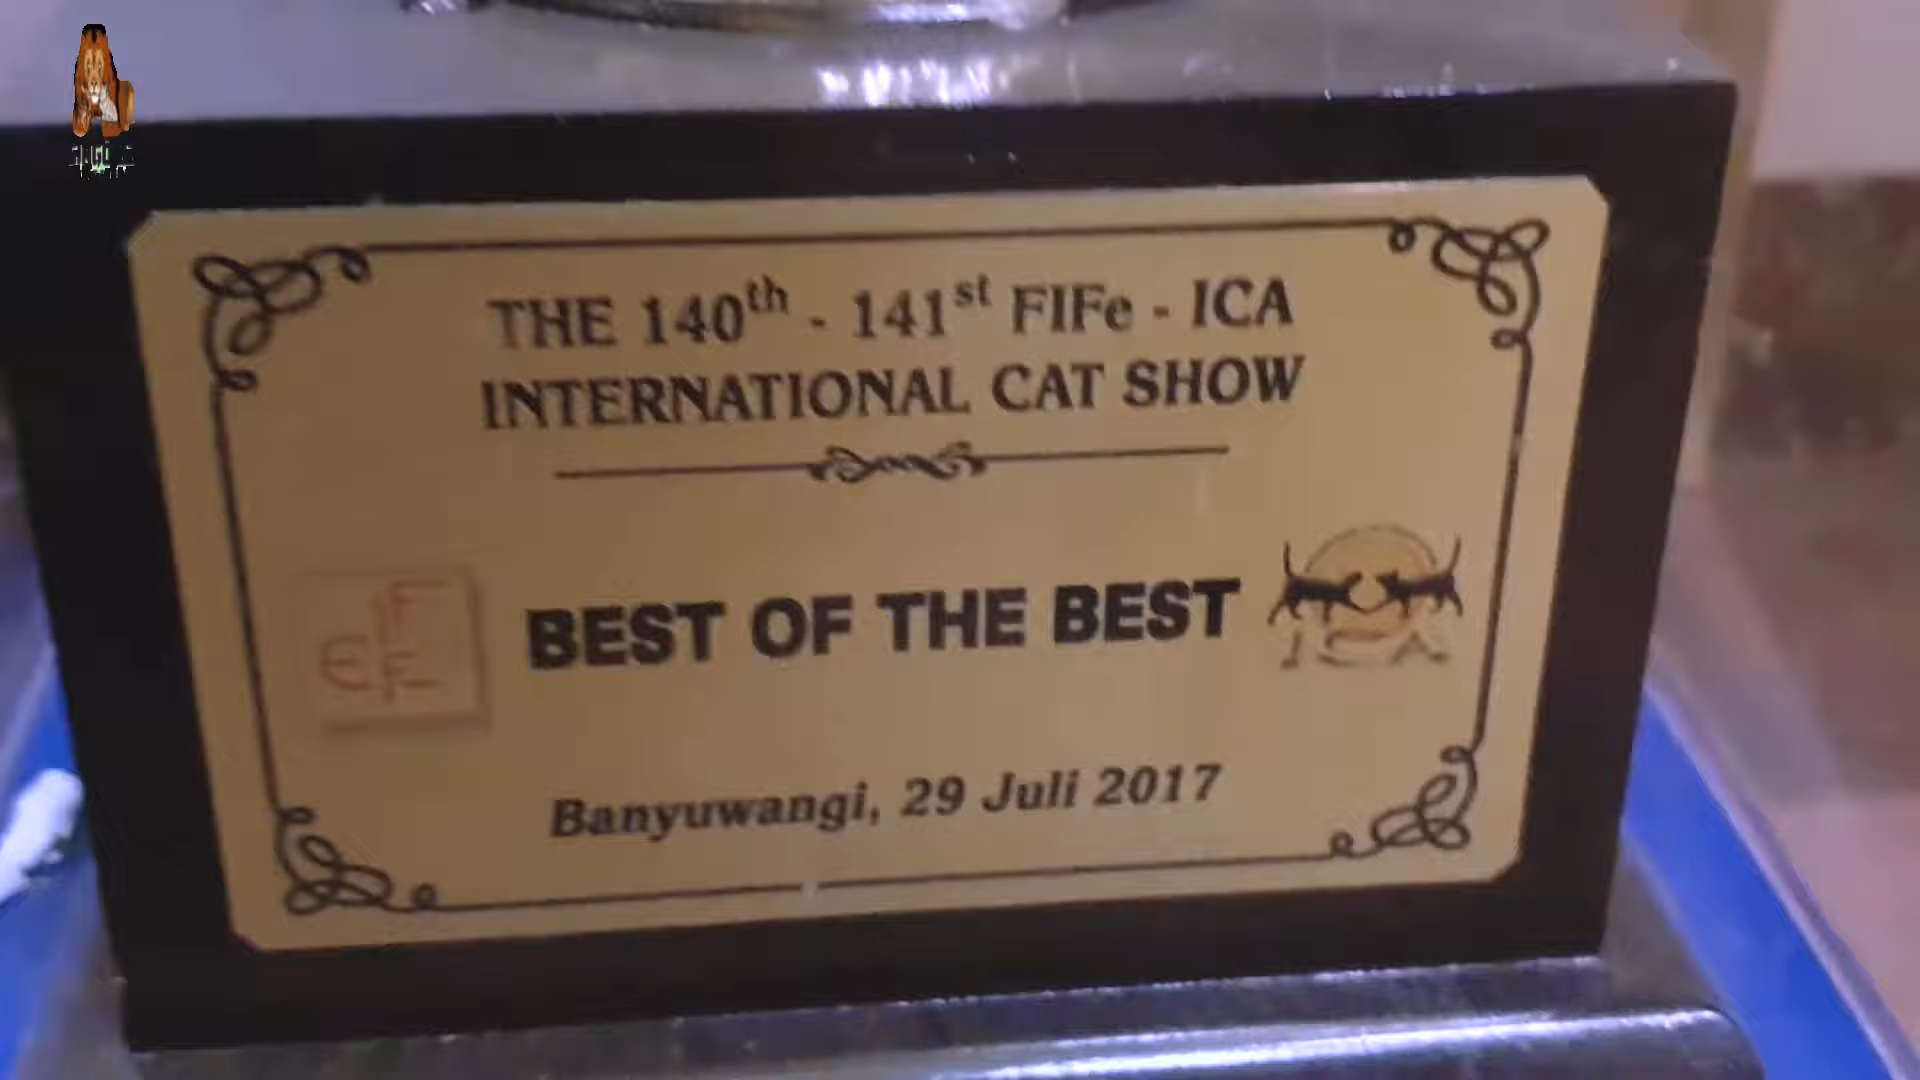 THE 140th - 141st FIFe - ICA
INTERNATIONAL CAT SHOW
BEST OF THE BEST
ICA
Banyuwangi, 29 Juli 2017